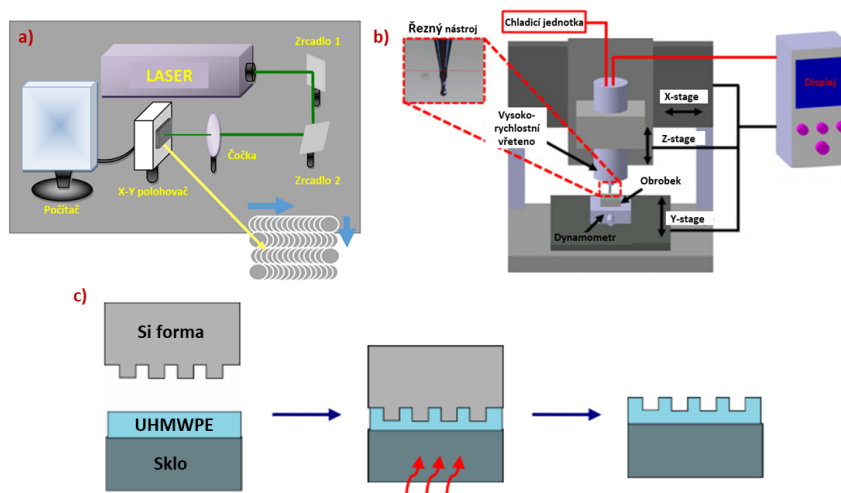 a)
Zrcadlo 1
LASER
Čočka
Zrcadlo 2
X-Y polohovač
Počítač
b)
Chladicí jednotka
Řezný nástroj
Displej
X-stage
Vysoko-
rychlostní
vřeteno
Z-stage
Obrobek
Y-stage
Dynamometr
c)
Si forma
UHMWPE
Sklo